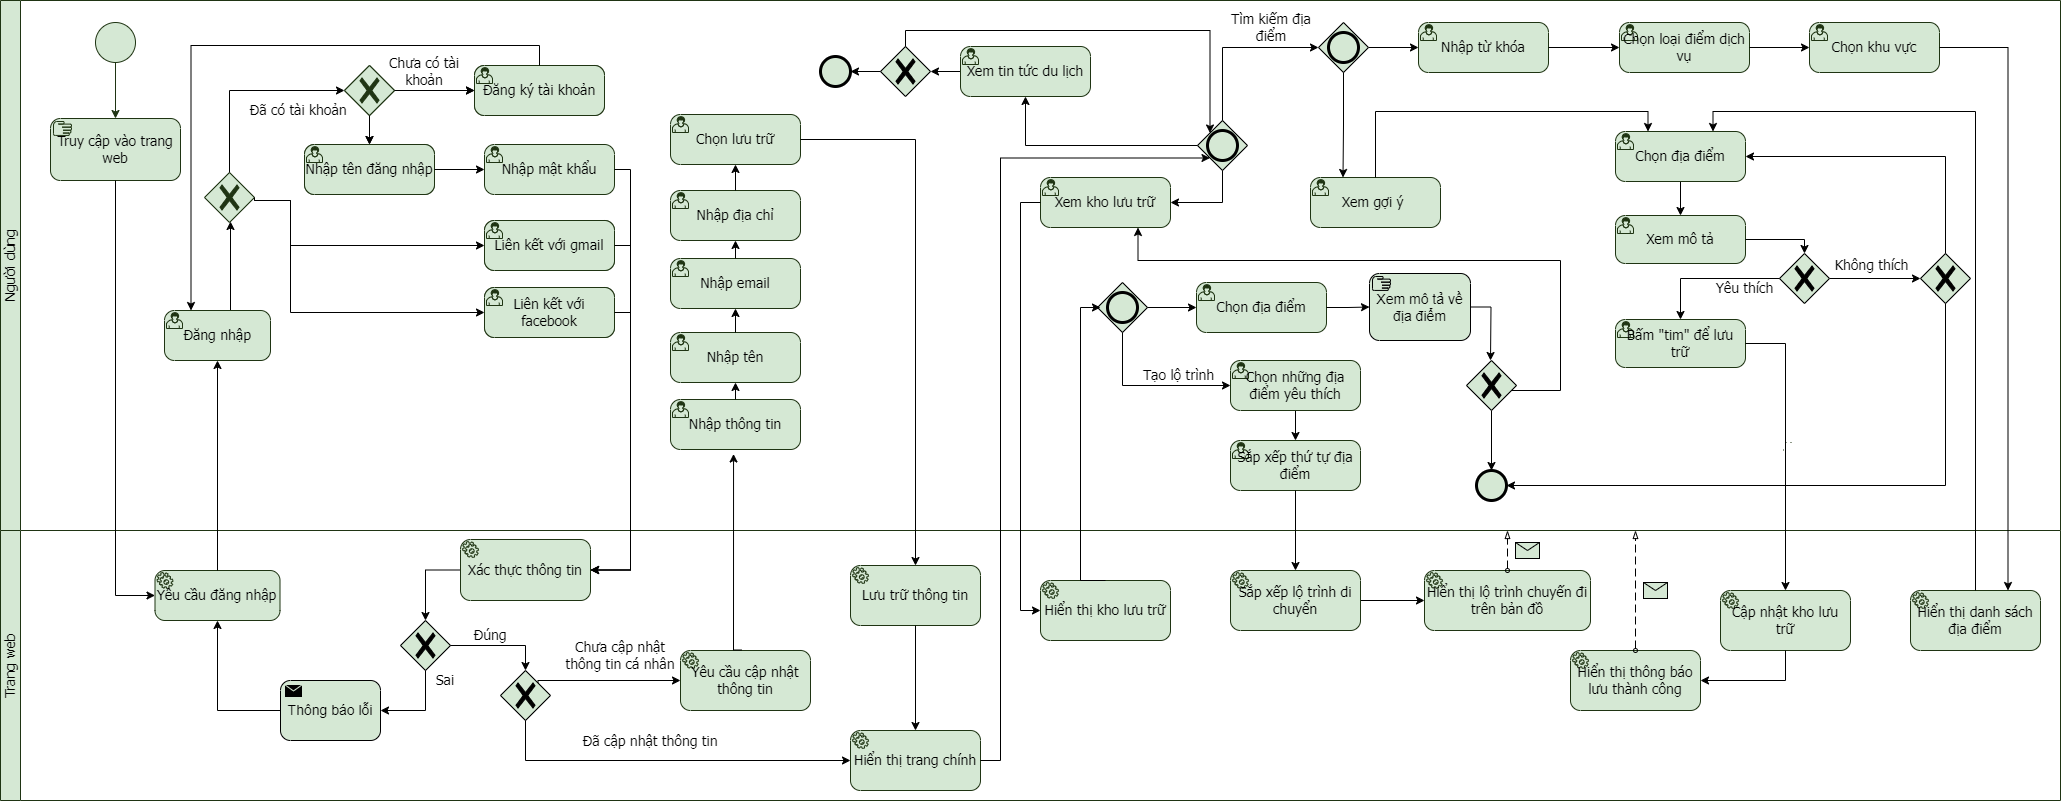 Người dùng
Truy cập vào trang
web
Đăng nhập
Đã có tài khoản
Chưa có tài
khoản
Đăng ký tài khoản
Nhập tên đăng nhập
Nhập mật khẩu
Liên kết với gmail
Liên kết với
facebook
Chọn lưu trữ
Nhập địa chỉ
Nhập email
Nhập tên
Nhập thông tin
Xem tin tức du lịch
Tìm kiếm địa
điểm
Nhập từ khóa
Chọn loại điểm dịch
vụ
Chọn khu vực
Xem kho lưu trữ
Xem gợi ý
Chọn địa điểm
Xem mô tả
Yêu thích
Không thích
Bấm "tim" để lưu
trữ
Chọn địa điểm
Xem mô tả về
địa điểm
Tạo lộ trình
Chọn những địa
điểm yêu thích
Sắp xếp thứ tự địa
điểm
Trang web
Yêu cầu đăng nhập
Xác thực thông tin
Đúng
Sai
Thông báo lỗi
Chưa cập nhật
thông tin cá nhân
Yêu cầu cập nhật
thông tin
Đã cập nhật thông tin
Lưu trữ thông tin
Hiển thị trang chính
Hiển thị kho lưu trữ
Sắp xếp lộ trình di
chuyển
Hiển thị lộ trình chuyến đi
trên bản đồ
Hiển thị thông báo
lưu thành công
Cập nhật kho lưu
trữ
Hiển thị danh sách
địa điểm